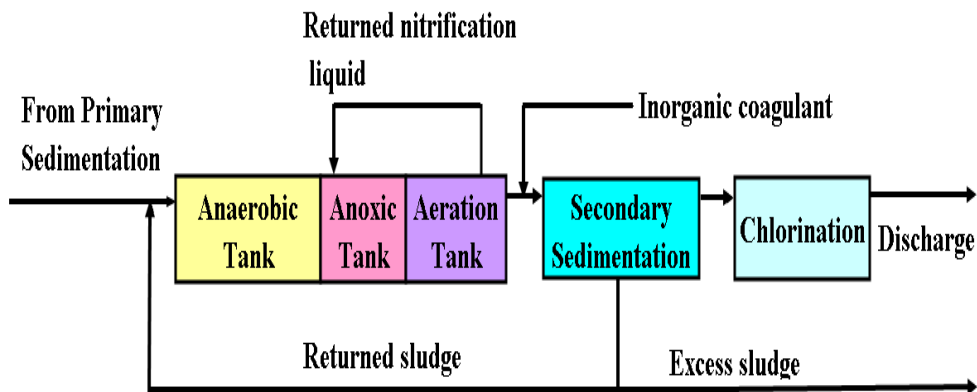 Returned nitrification
liquid
From Primary
Sedimentation
Inorganic coagulant
Anaerobic
Tank
Anoxic
Tank
Aeration
Tank
Secondary
Sedimentation
Chlorination
Discharge
Returned sludge
Excess sludge